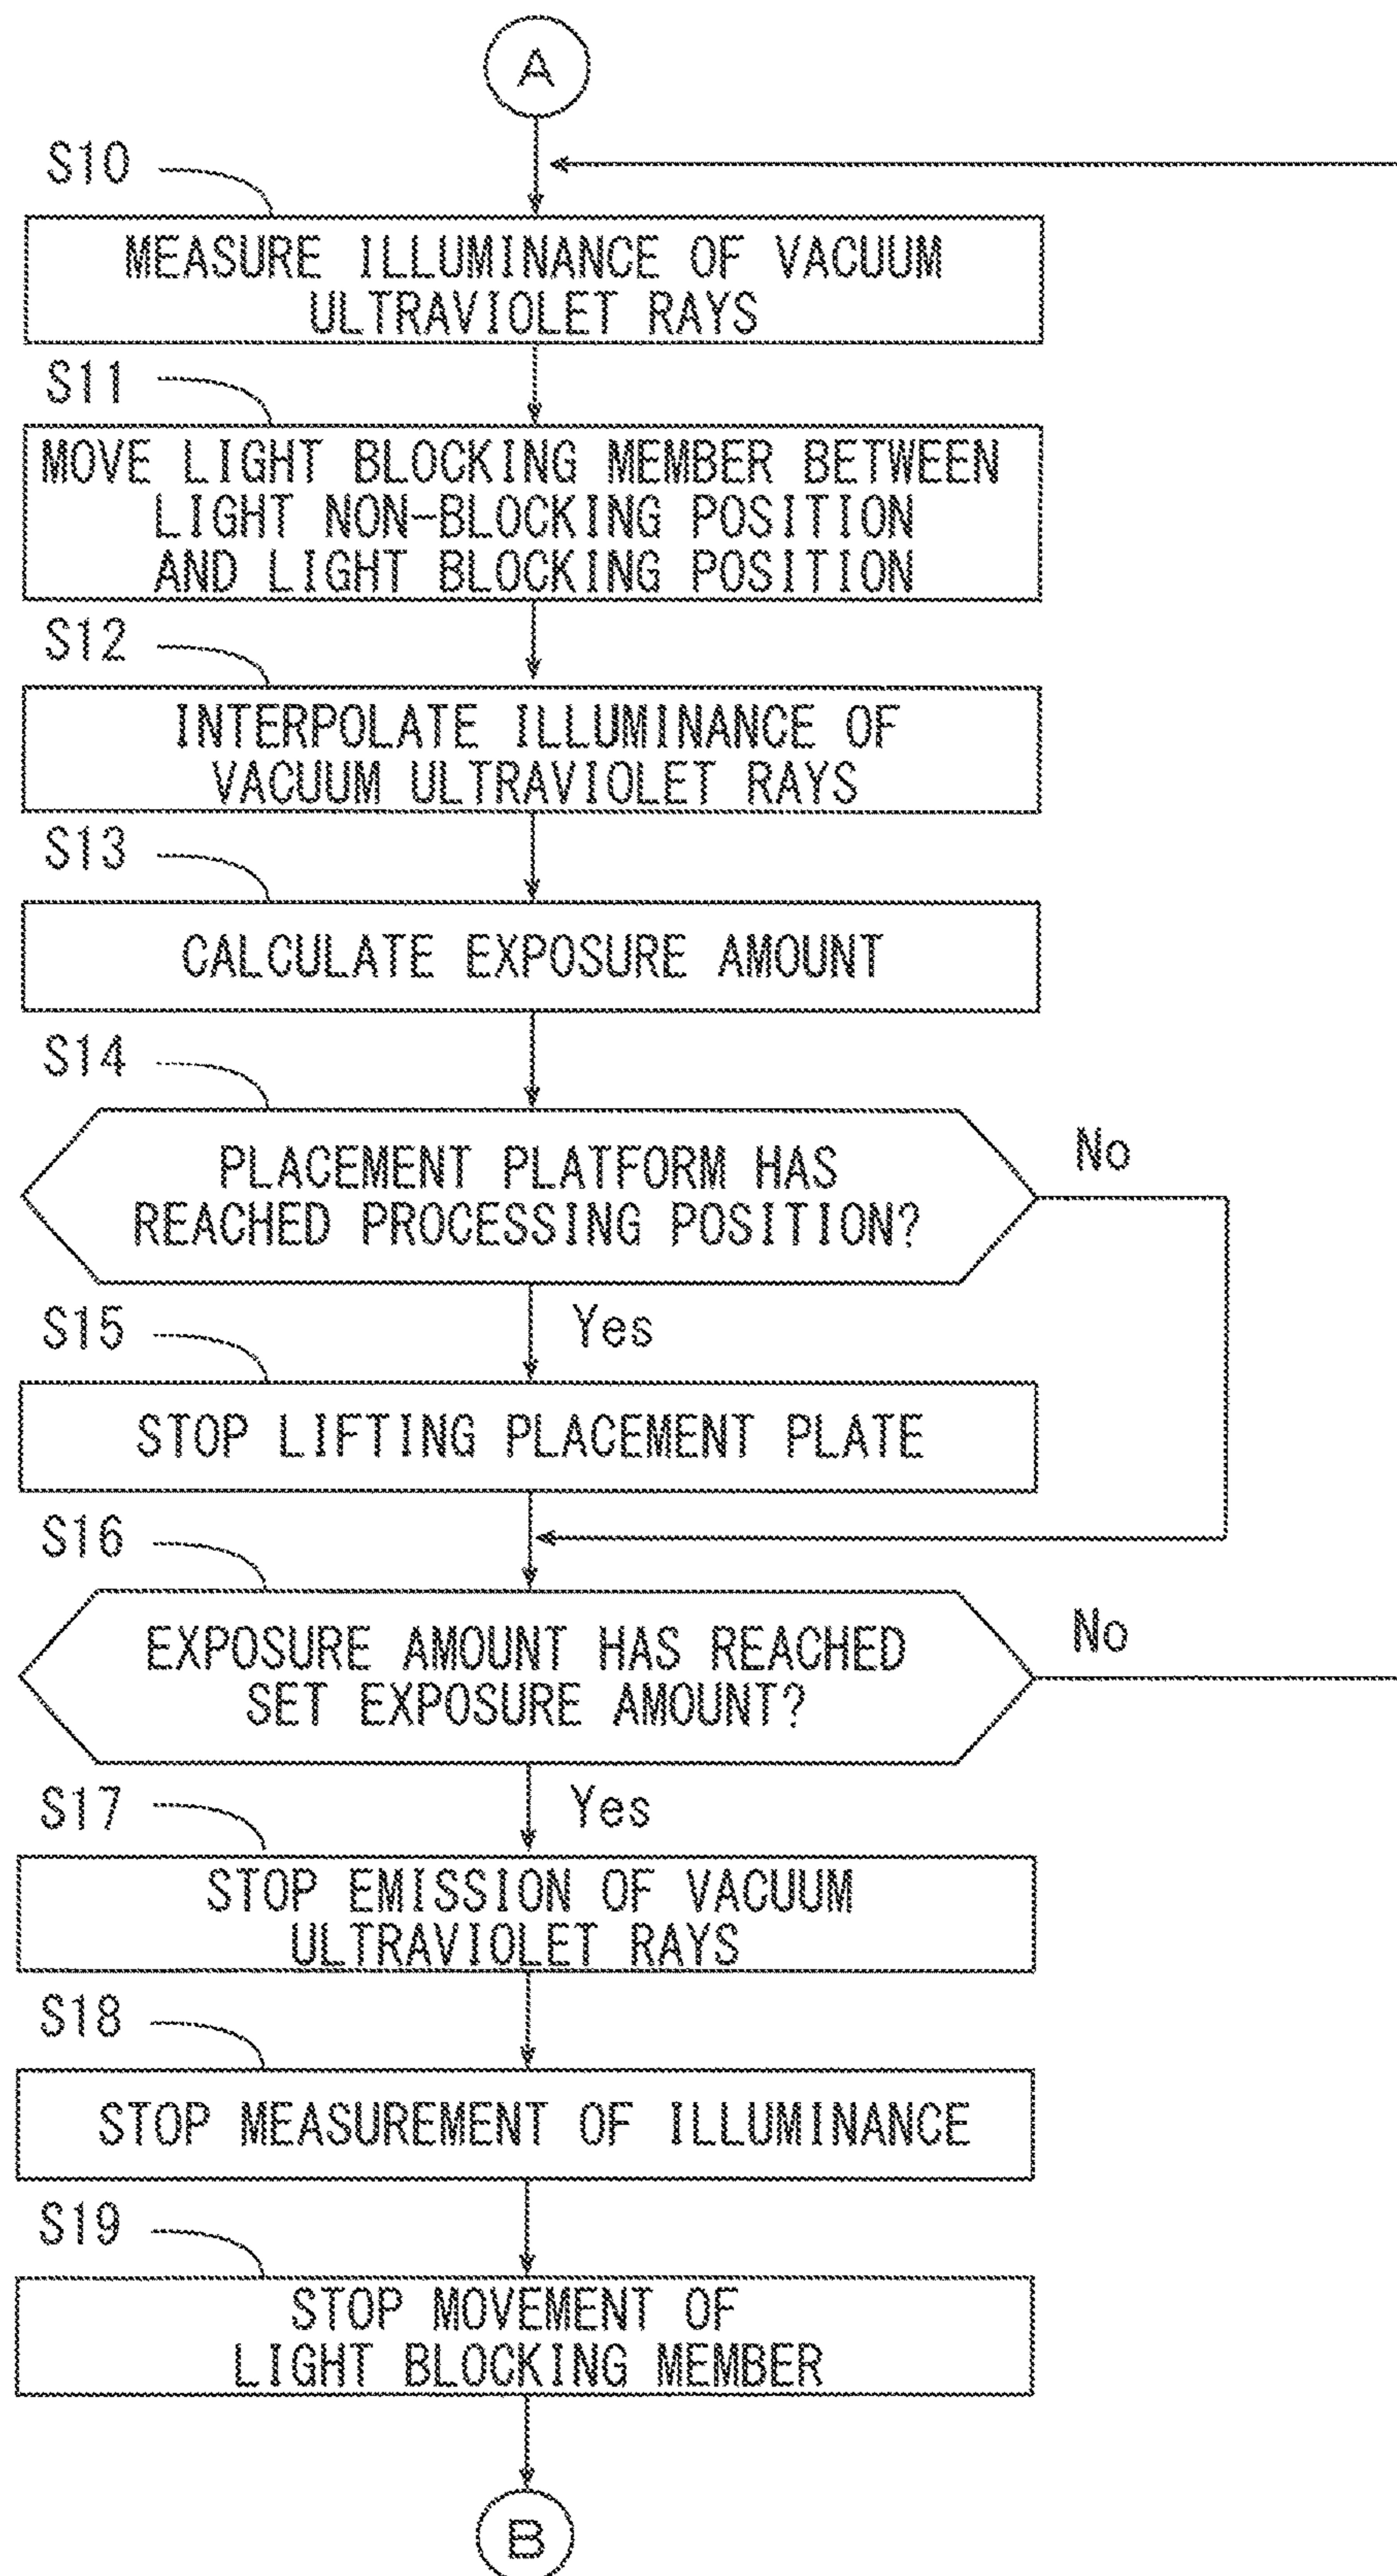 A
S10
MEASURE ILLUMINANCE OF VACUUM
ULTRAVIOLET RAYS
S11
MOVE LIGHT BLOCKING MEMBER BETWEEN
LIGHT NON-BLOCKING POSITION
AND LIGHT BLOCKING POSITION
S12
INTERPOLATE ILLUMINANCE OF
VACUUM ULTRAVIOLET RAYS
S13
CALCULATE EXPOSURE AMOUNT
S14
PLACEMENT PLATFORM HAS
REACHED PROCESSING POSITION?
No
Yes
S15
STOP LIFTING PLACEMENT PLATE
S16
EXPOSURE AMOUNT HAS REACHED
SET EXPOSURE AMOUNT?
No
Yes
S17
STOP EMISSION OF VACUUM
ULTRAVIOLET RAYS
S18
STOP MEASUREMENT OF ILLUMINANCE
S19
STOP MOVEMENT OF
LIGHT BLOCKING MEMBER
B